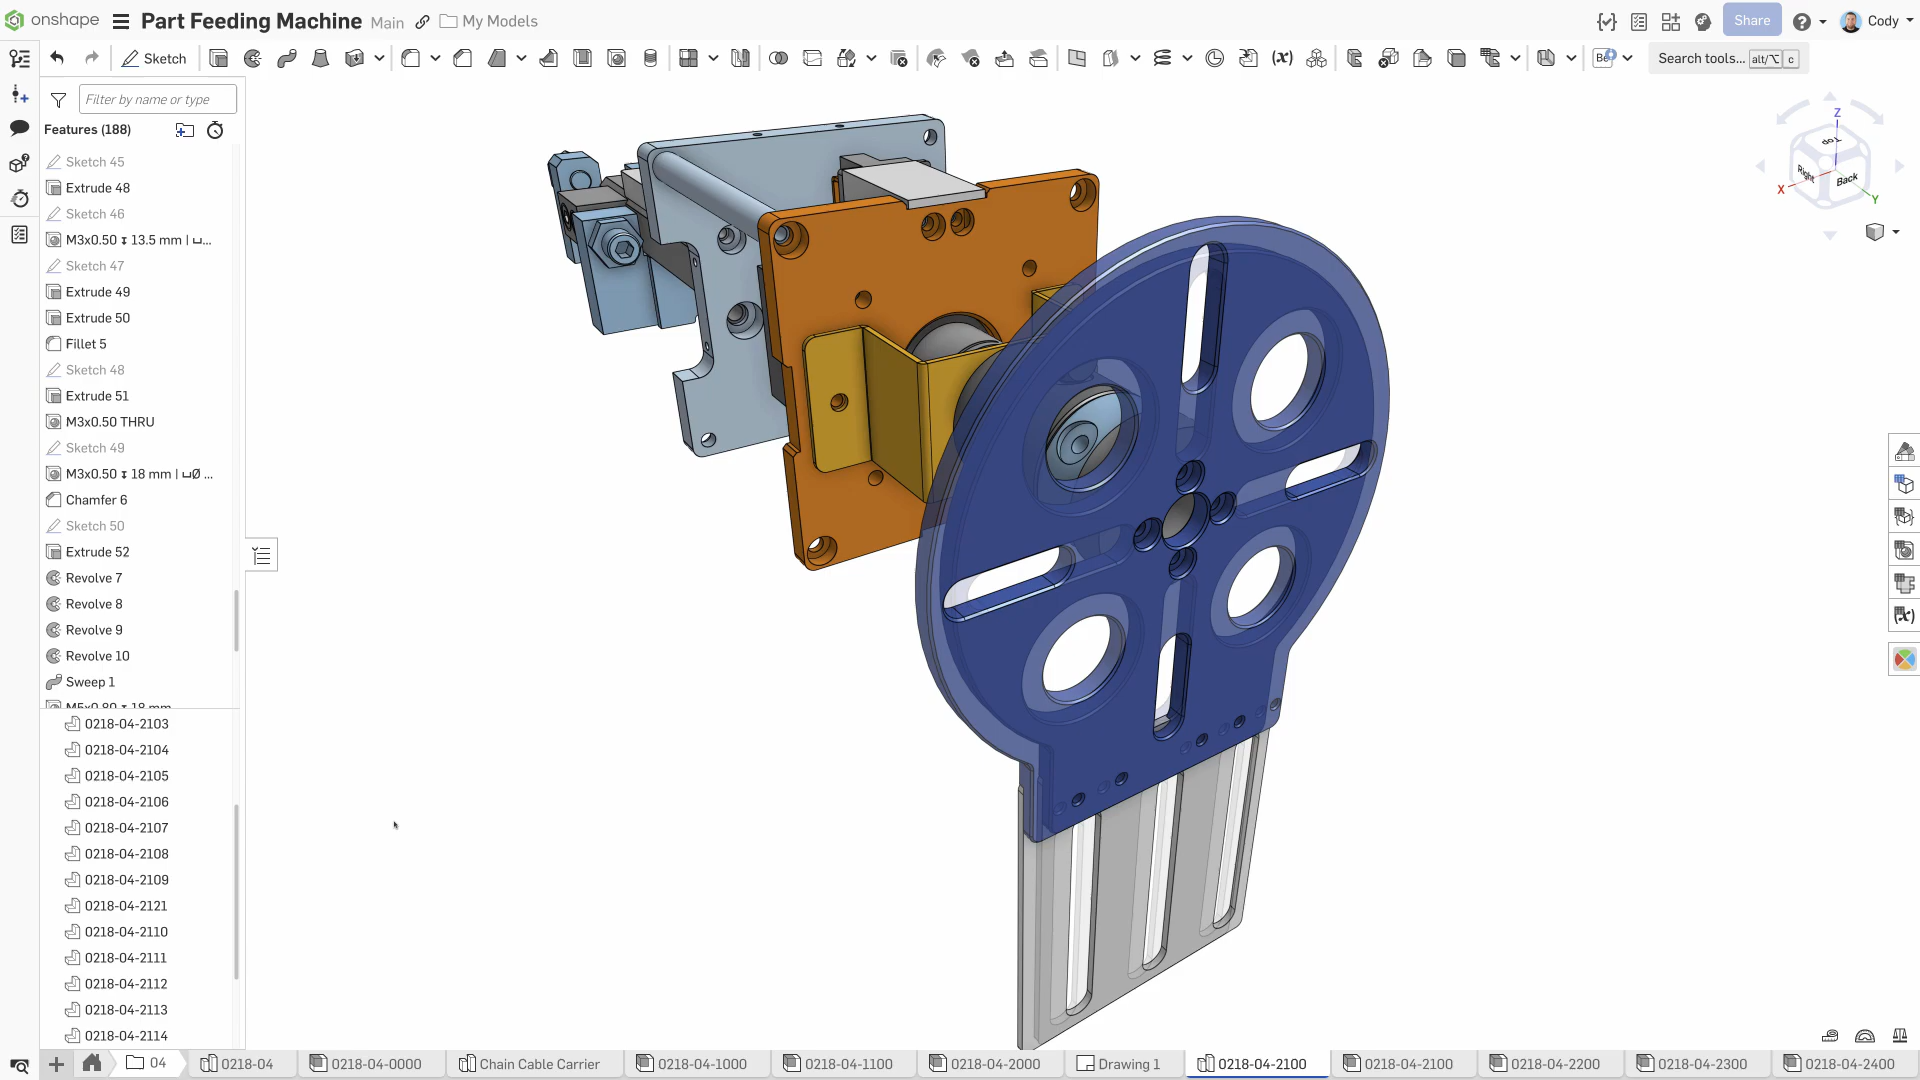 onshape
Part Feeding Machine Main My Models
Share
Cody
Sketch
Search tools... alt/⌥ c
Filter by name or type
Features (188)
Sketch 45
Extrude 48
Sketch 46
M3x0.50 ↧ 13.5 mm | ⌴...
Sketch 47
Extrude 49
Extrude 50
Fillet 5
Sketch 48
Extrude 51
M3x0.50 THRU
Sketch 49
M3x0.50 ↧ 18 mm | ⌴Ø ...
Chamfer 6
Sketch 50
Extrude 52
Revolve 7
Revolve 8
Revolve 9
Revolve 10
Sweep 1
M5x0.80 ↧ 18 mm
0218-04-2103
0218-04-2104
0218-04-2105
0218-04-2106
0218-04-2107
0218-04-2108
0218-04-2109
0218-04-2121
0218-04-2110
0218-04-2111
0218-04-2112
0218-04-2113
0218-04-2114
Z
Top
Right
Back
X
Y
04
0218-04
0218-04-0000
Chain Cable Carrier
0218-04-1000
0218-04-1100
0218-04-2000
Drawing 1
0218-04-2100
0218-04-2100
0218-04-2200
0218-04-2300
0218-04-2400